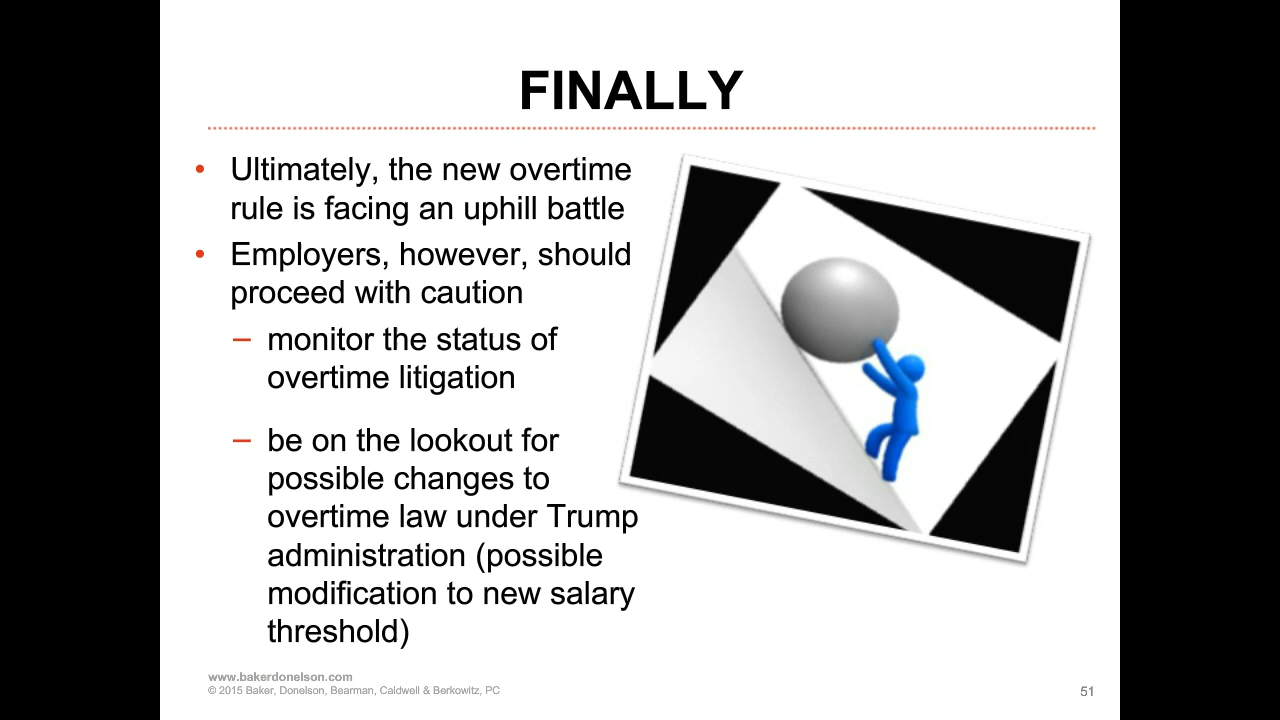 FINALLY
• Ultimately, the new overtime
rule is facing an uphill battle
• Employers, however, should
proceed with caution
– monitor the status of
overtime litigation
– be on the lookout for
possible changes to
overtime law under Trump
administration (possible
modification to new salary
threshold)
www.bakerdonelson.com
© 2015 Baker, Donelson, Bearman, Caldwell & Berkowitz, PC
51